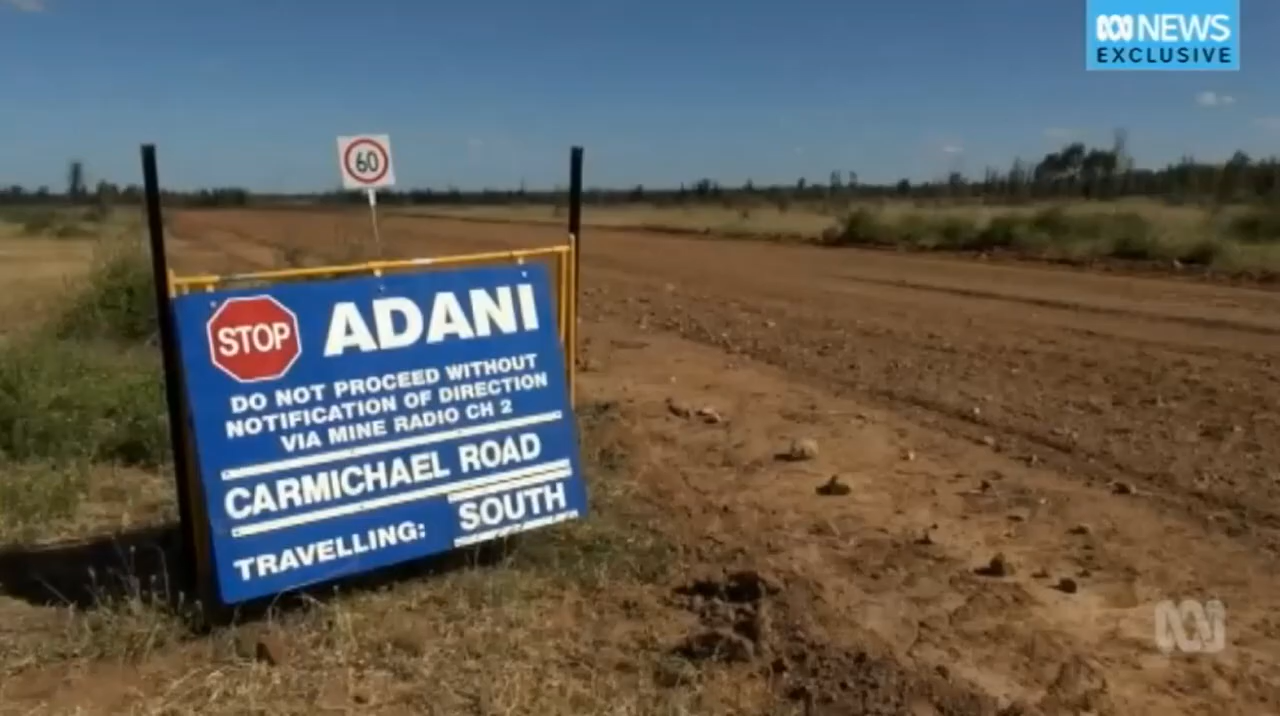 NEWS
EXCLUSIVE
60
STOP
ADANI
DO NOT PROCEED WITHOUT
NOTIFICATION OF DIRECTION
VIA MINE RADIO CH 2
CARMICHAEL ROAD
TRAVELLING: SOUTH